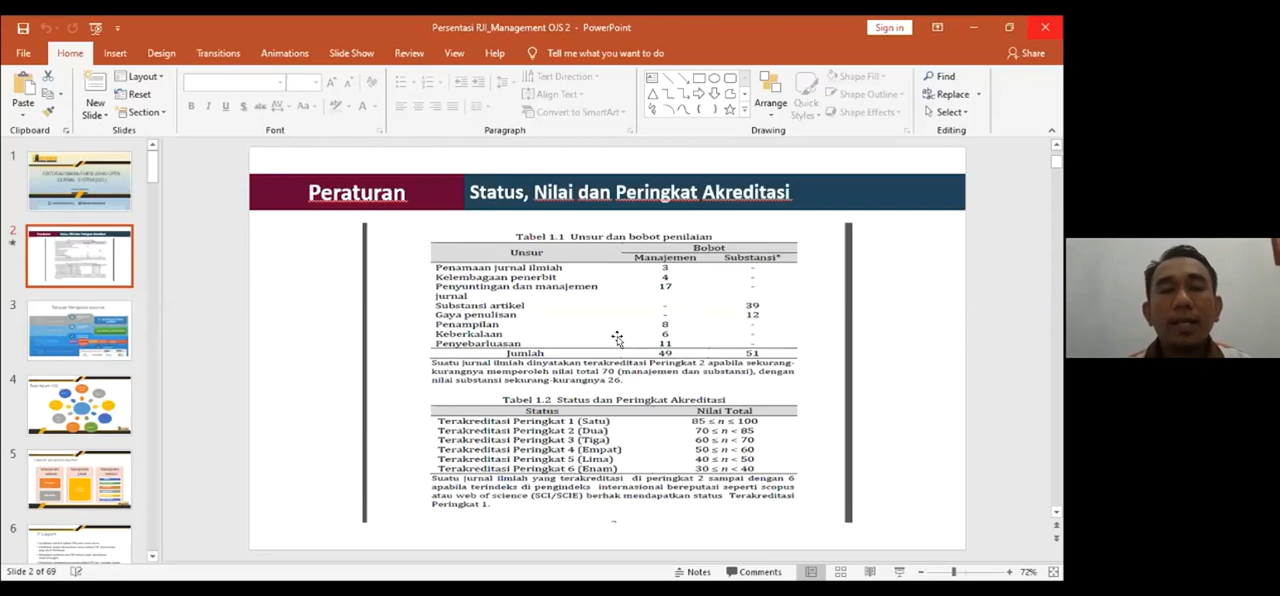 Persentasi RJI_Management OJS 2 - PowerPoint
Sign in
File Home Insert Design Transitions Animations Slide Show Review View Help Tell me what you want to do Share
Paste
New Slide
Layout
Reset
Section
Text Direction
Align Text
Convert to SmartArt
Arrange
Quick Styles
Shape Fill
Shape Outline
Shape Effects
Find
Replace
Select
Clipboard Slides Font Paragraph Drawing Editing
1
2
3
4
5
6
Peraturan Status, Nilai dan Peringkat Akreditasi
Tabel 1.1 Unsur dan bobot penilaian
Unsur Bobot
Manajemen Substansi*
Penamaan jurnal ilmiah 3 -
Kelembagaan penerbit 4 -
Penyuntingan dan manajemen 17 -
jurnal
Substansi artikel - 39
Gaya penulisan - 12
Penampilan 8 -
Keberkalaan 6 -
Penyebarluasan 11 -
Jumlah 49 51
Suatu jurnal ilmiah dinyatakan terakreditasi Peringkat 2 apabila sekurang-
kurangnya memperoleh nilai total 70 (manajemen dan substansi), dengan
nilai substansi sekurang-kurangnya 26.
Tabel 1.2 Status dan Peringkat Akreditasi
Status Nilai Total
Terakreditasi Peringkat 1 (Satu) 85 ≤ n ≤ 100
Terakreditasi Peringkat 2 (Dua) 70 ≤ n < 85
Terakreditasi Peringkat 3 (Tiga) 60 ≤ n < 70
Terakreditasi Peringkat 4 (Empat) 50 ≤ n < 60
Terakreditasi Peringkat 5 (Lima) 40 ≤ n < 50
Terakreditasi Peringkat 6 (Enam) 30 ≤ n < 40
Suatu jurnal ilmiah yang terakreditasi di peringkat 2 sampai dengan 6
apabila terindeks di pengindeks internasional bereputasi seperti scopus
atau web of science (SCI/SCIE) berhak mendapatkan status Terakreditasi
Peringkat 1.
Slide 2 of 69
Notes
Comments
72%